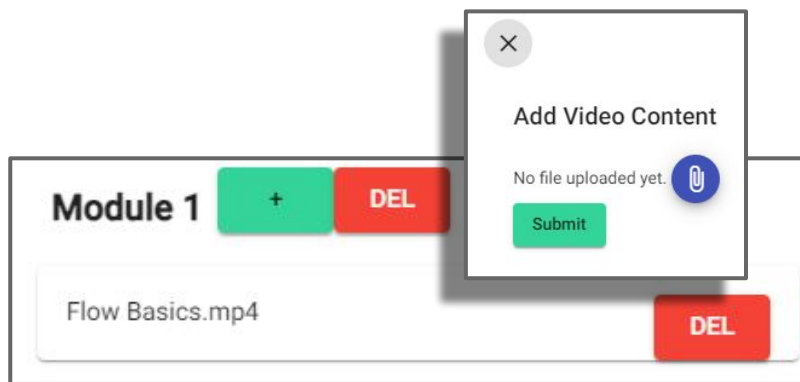 Add Video Content
No file uploaded yet.
Submit
Module 1
+
DEL
Flow Basics.mp4
DEL